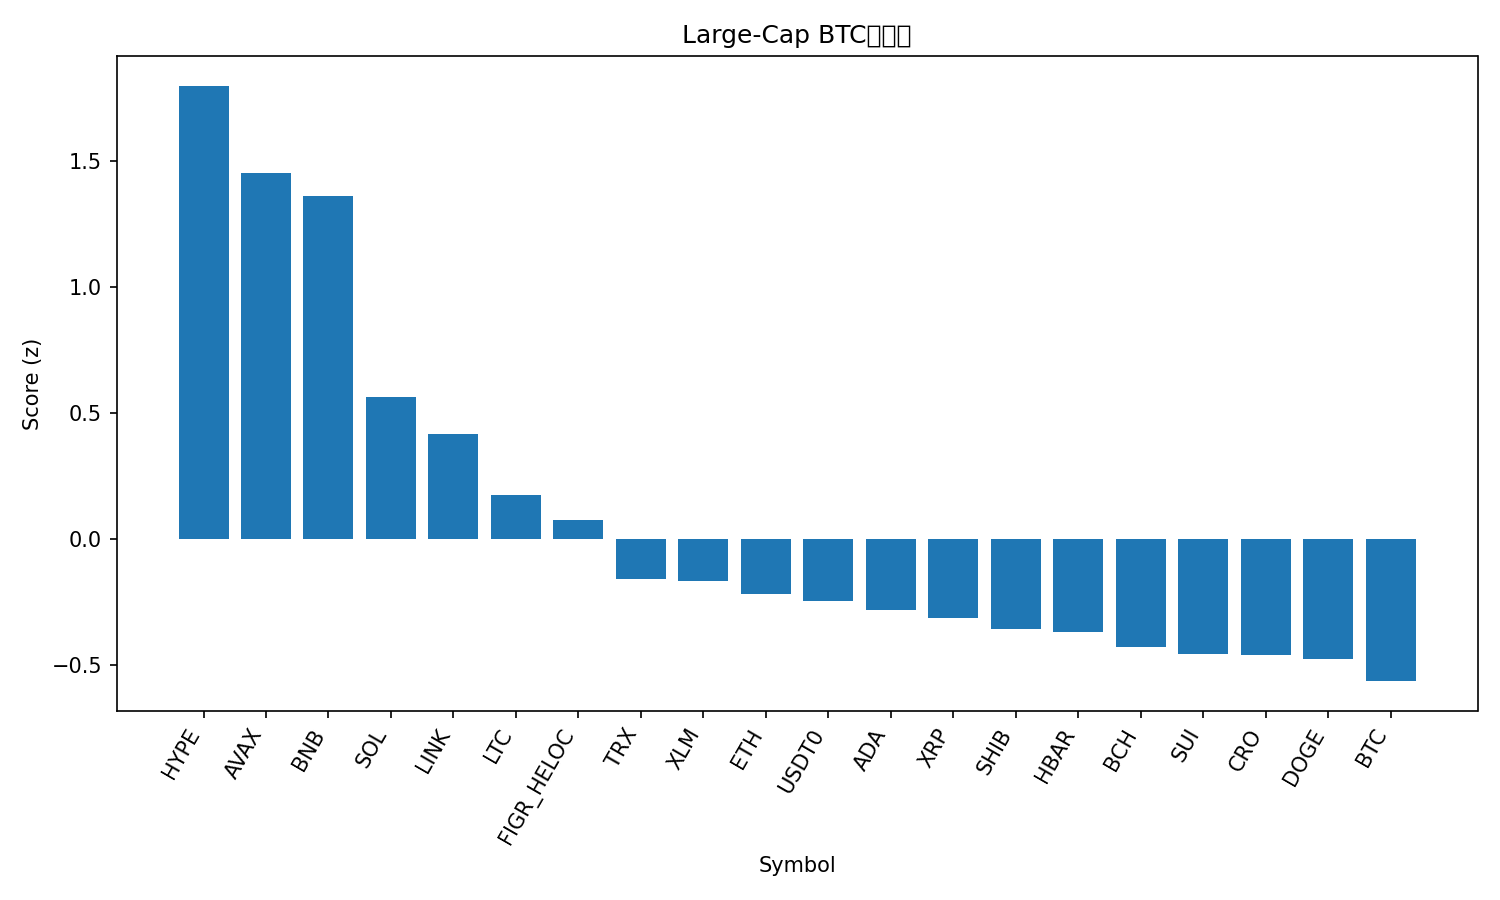 Large-Cap BTC
Score (z)
1.5
1.0
0.5
0.0
−0.5
HYPE
AVAX
BNB
SOL
LINK
LTC
FIGR_HELOC
TRX
XLM
ETH
USDT0
ADA
XRP
SHIB
HBAR
BCH
SUI
CRO
DOGE
BTC
Symbol